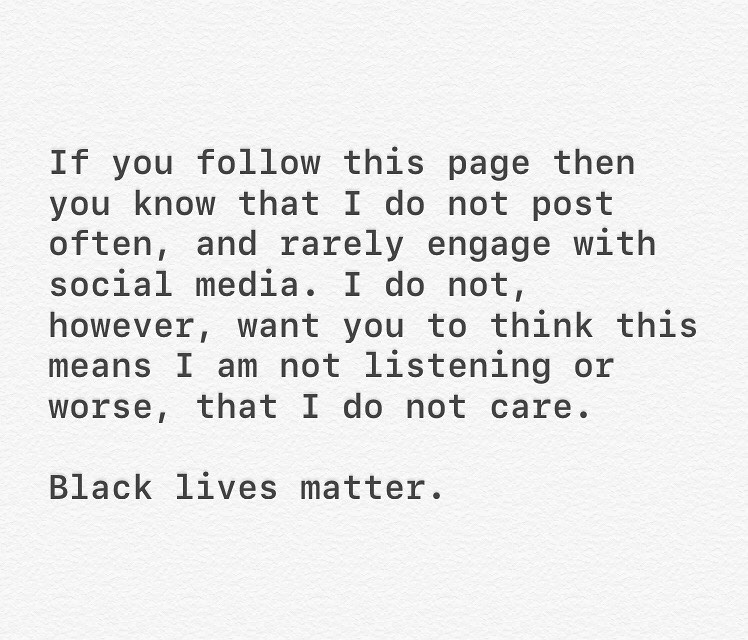 If you follow this page then
you know that I do not post
often, and rarely engage with
social media. I do not,
however, want you to think this
means I am not listening or
worse, that I do not care.
Black lives matter.